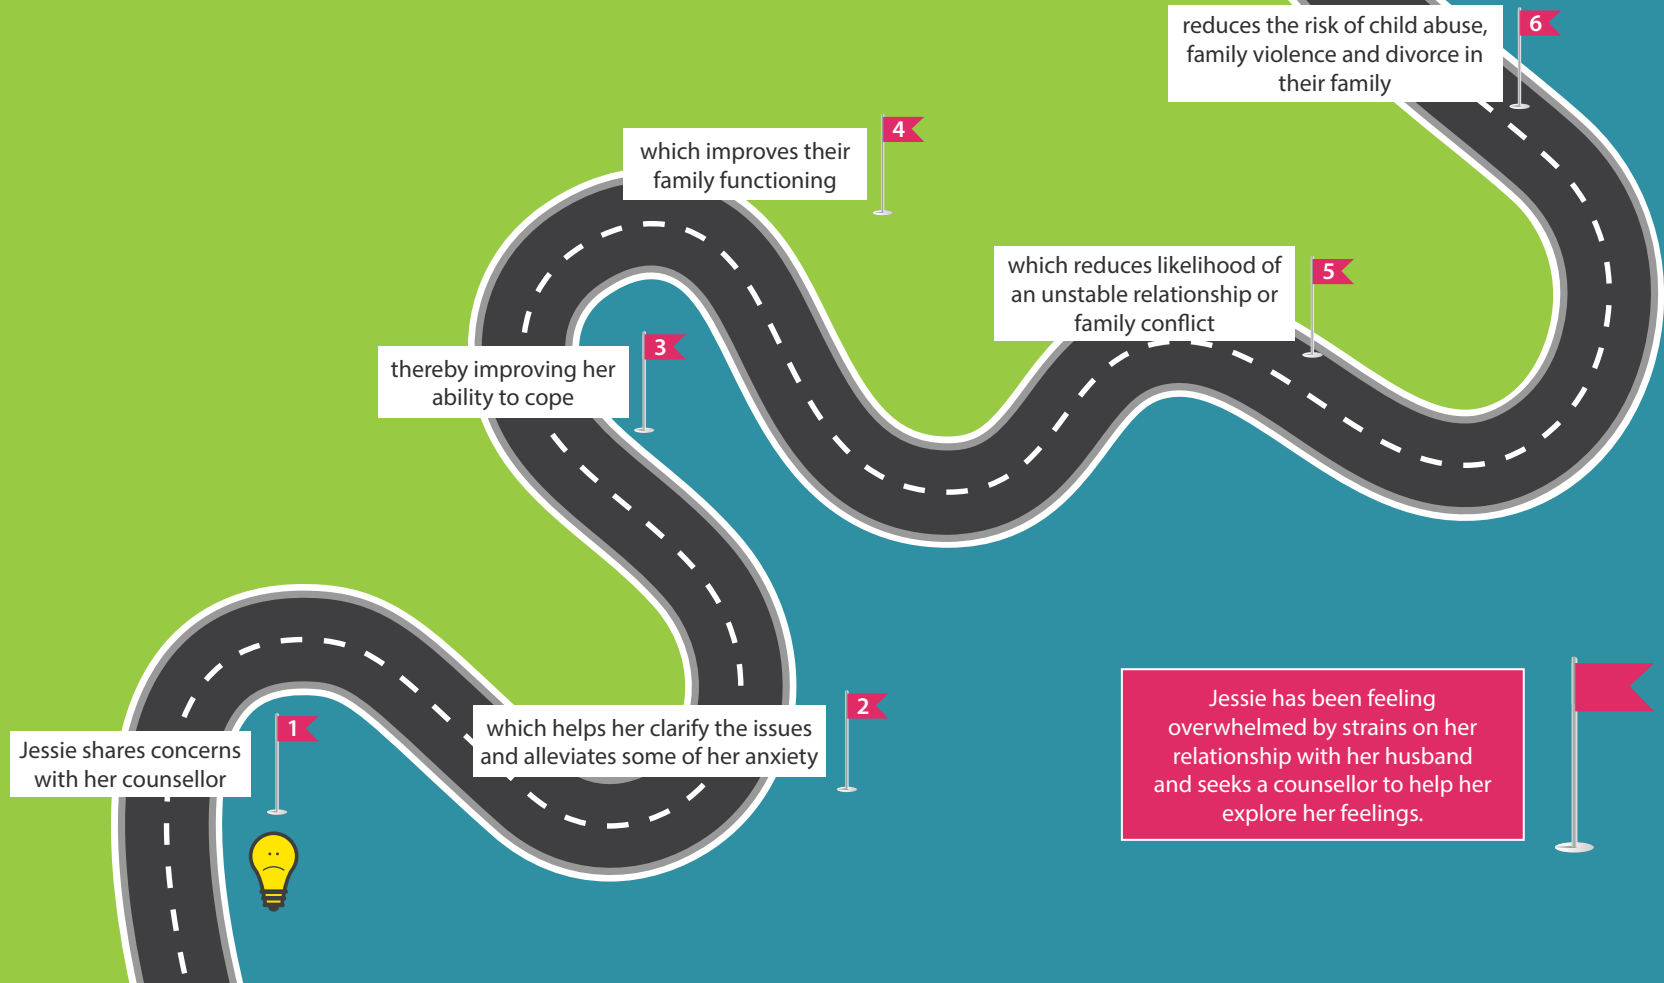 1
Jessie shares concerns
with her counsellor
2
which helps her clarify the issues
and alleviates some of her anxiety
3
thereby improving her
ability to cope
4
which improves their
family functioning
5
which reduces likelihood of
an unstable relationship or
family conflict
6
reduces the risk of child abuse,
family violence and divorce in
their family
Jessie has been feeling
overwhelmed by strains on her
relationship with her husband
and seeks a counsellor to help her
explore her feelings.